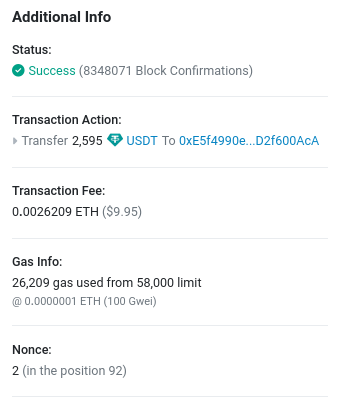 Additional Info
Status:
Success (8348071 Block Confirmations)
Transaction Action:
Transfer 2,595 USDT To 0xE5f4990e...D2f600AcA
Transaction Fee:
0.0026209 ETH ($9.95)
Gas Info:
26,209 gas used from 58,000 limit
@ 0.0000001 ETH (100 Gwei)
Nonce:
2 (in the position 92)